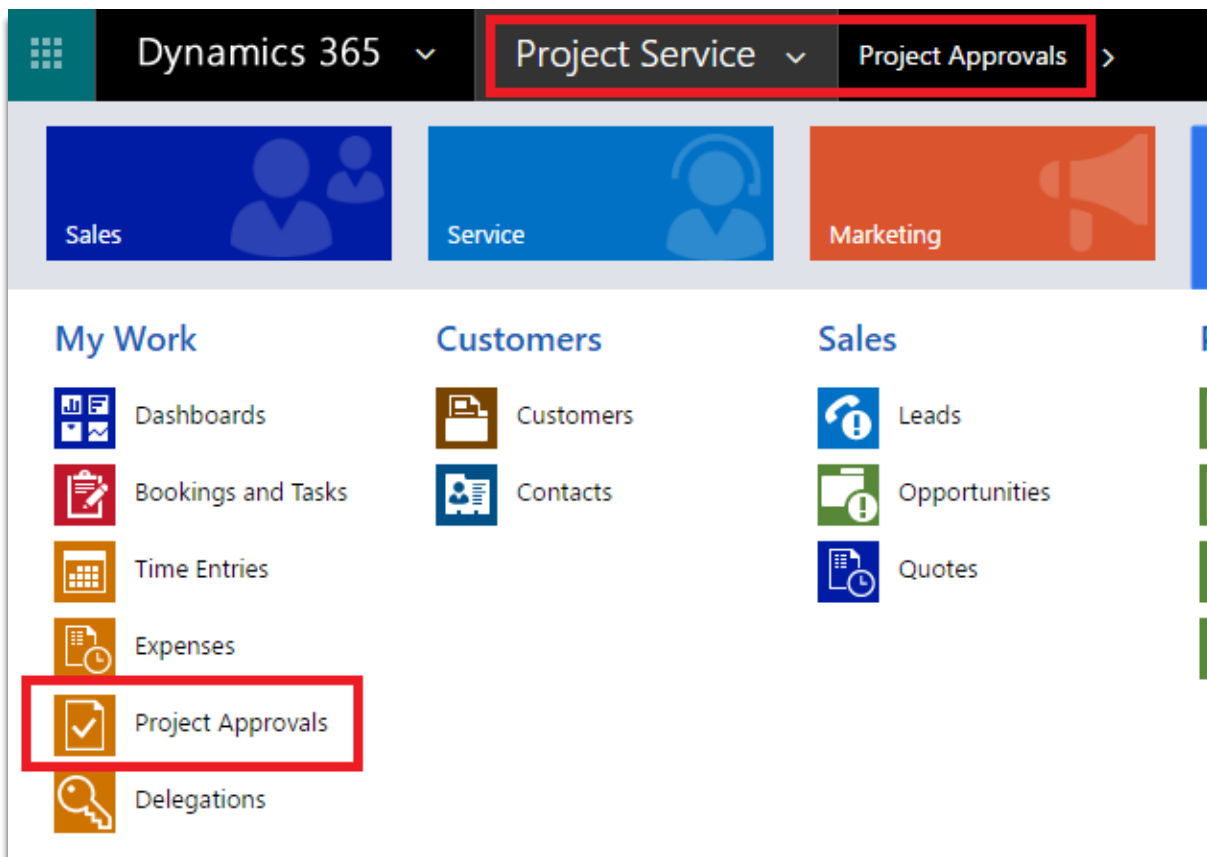 Dynamics 365
Project Service
Project Approvals
Sales
Service
Marketing
My Work
Customers
Sales
Dashboards
Customers
Leads
Bookings and Tasks
Contacts
Opportunities
Time Entries
Quotes
Expenses
Project Approvals
Delegations